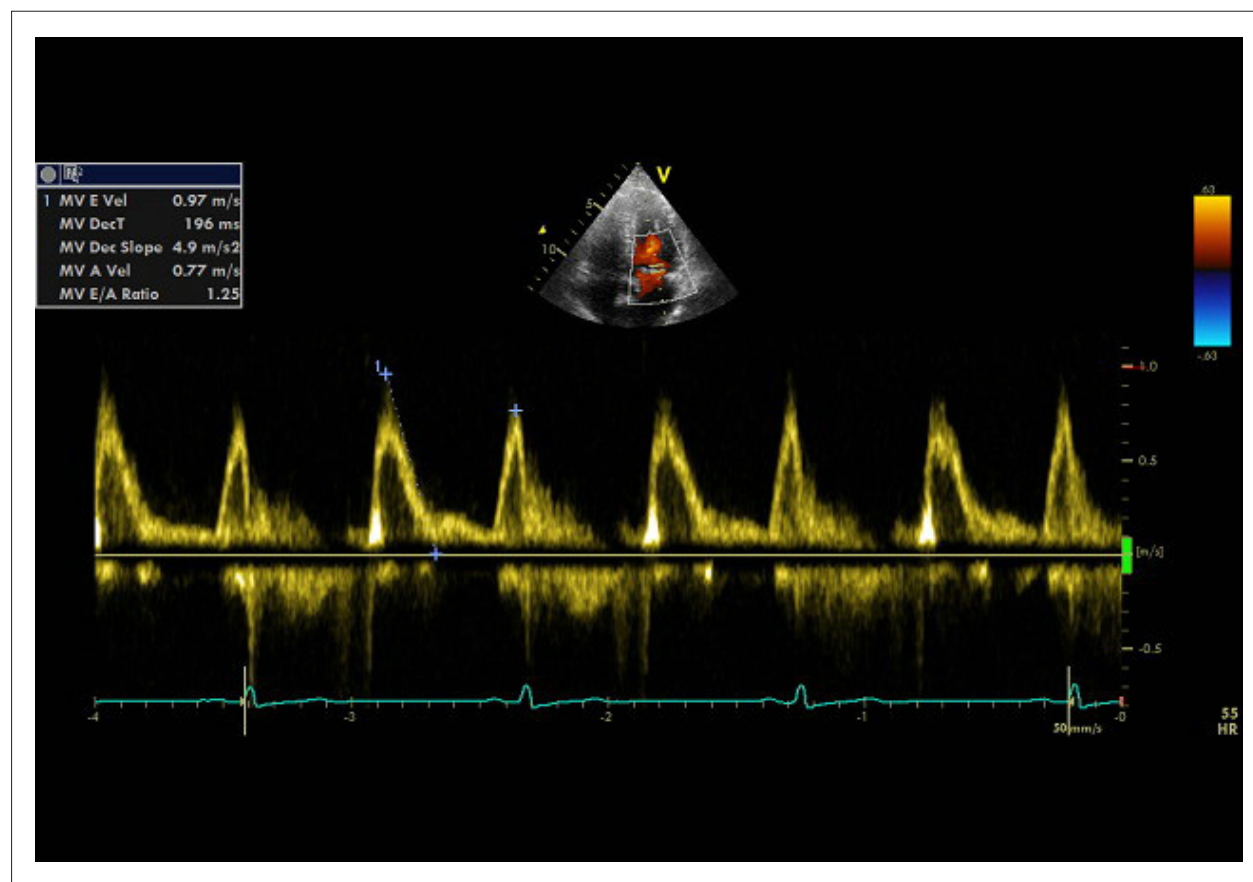 1 MV E Vel 0.97 m/s
MV DecT 196 ms
MV Dec Slope 4.9 m/s2
MV A Vel 0.77 m/s
MV E/A Ratio 1.25
V
5
10
.63
-.63
1
1.0
0.5
[m/s]
-0.5
-4
-3
-2
-1
-0
50mm/s
55
HR